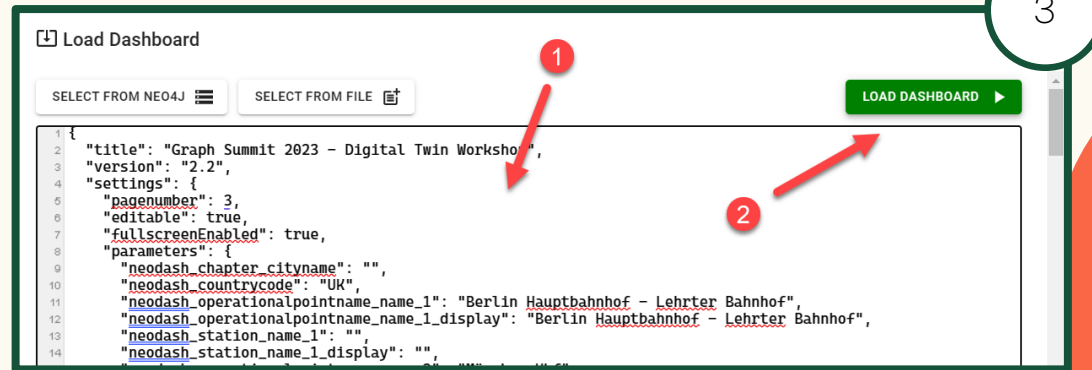 3
Load Dashboard
1
SELECT FROM NEO4J
SELECT FROM FILE
LOAD DASHBOARD
1 {
2 "title": "Graph Summit 2023 – Digital Twin Workshop",
3 "version": "2.2",
4 "settings": {
5 "pagenumber": 3,
6 "editable": true,
7 "fullscreenEnabled": true,
8 "parameters": {
9 "neodash_chapter_cityname": "",
10 "neodash_countrycode": "UK",
11 "neodash_operationalpointname_name_1": "Berlin Hauptbahnhof – Lehrter Bahnhof",
12 "neodash_operationalpointname_name_1_display": "Berlin Hauptbahnhof – Lehrter Bahnhof",
13 "neodash_station_name_1": "",
14 "neodash_station_name_1_display": "",
2